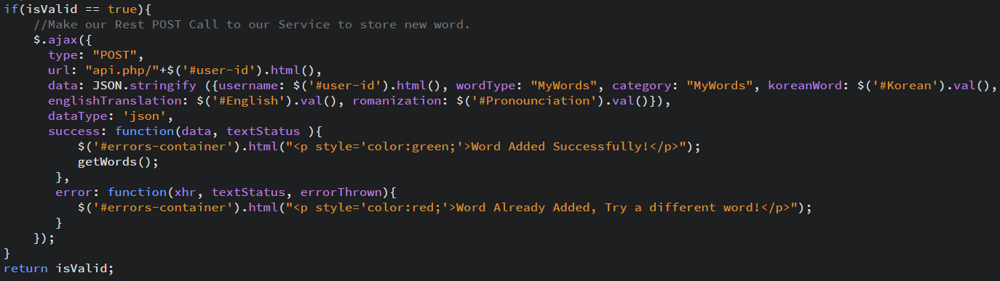 if(isValid == true){
    //Make our Rest POST Call to our Service to store new word.
    $.ajax({
      type: "POST",
      url: "api.php/"+$('#user-id').html(),
      data: JSON.stringify ({username: $('#user-id').html(), wordType: "MyWords", category: "MyWords", koreanWord: $('#Korean').val(),
      englishTranslation: $('#English').val(), romanization: $('#Pronounciation').val()}),
      dataType: 'json',
      success: function(data, textStatus ){
          $('#errors-container').html("<p style='color:green;'>Word Added Successfully!</p>");
          getWords();
       },
       error: function(xhr, textStatus, errorThrown){
          $('#errors-container').html("<p style='color:red;'>Word Already Added, Try a different word!</p>");
       }
    });
}
return isValid;